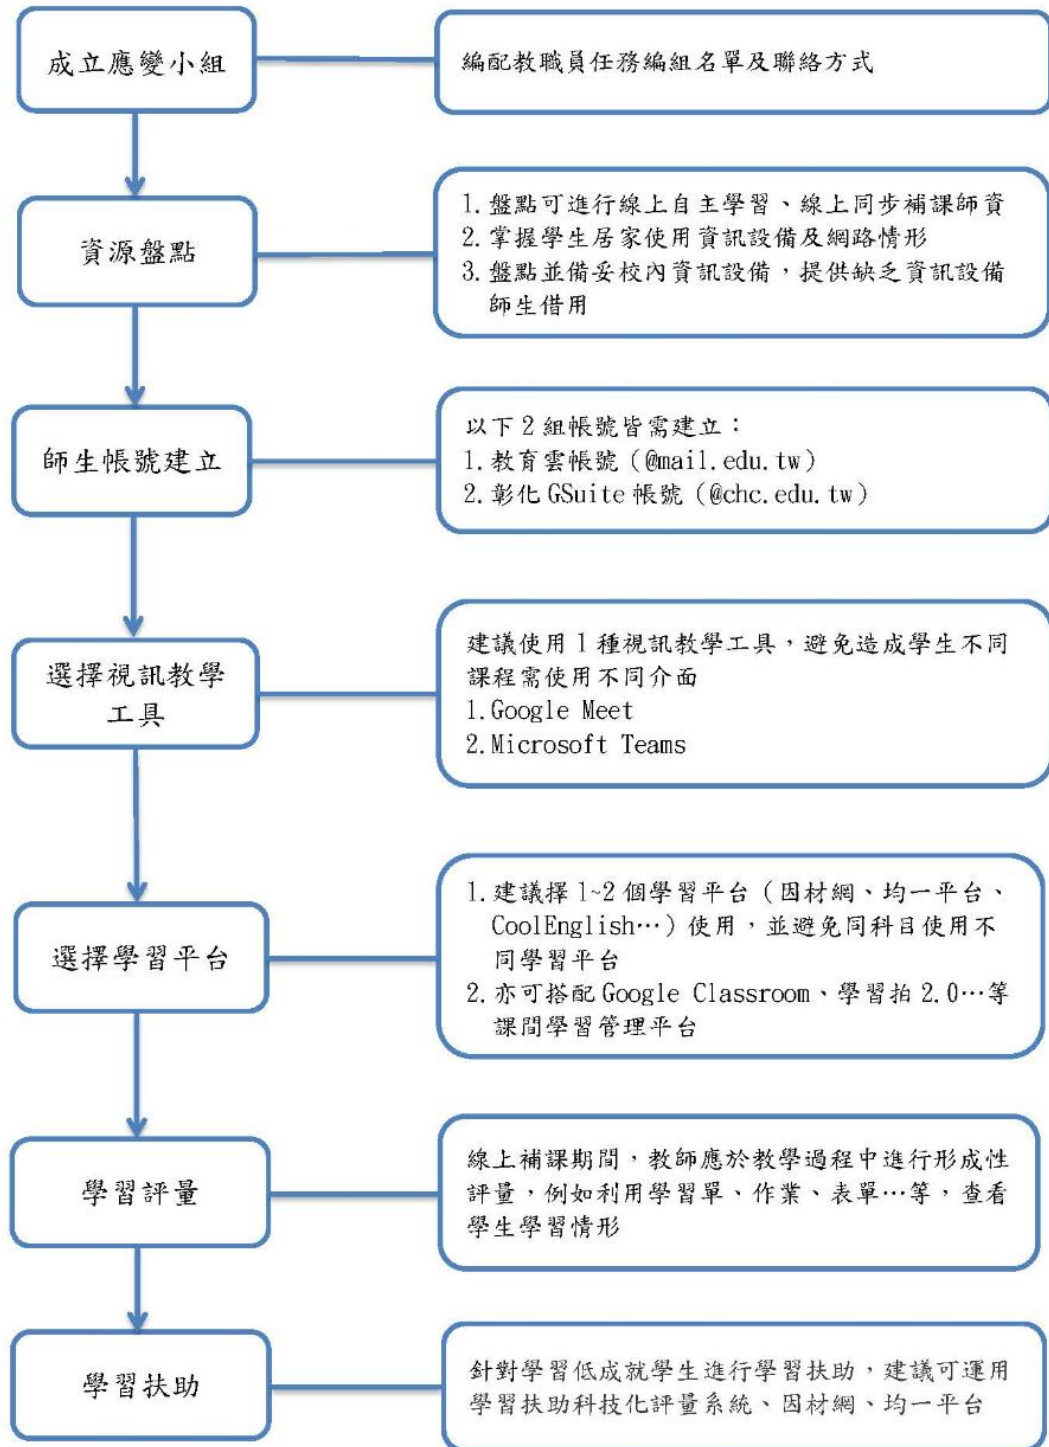 成立應變小組
編配教職員任務編組名單及聯絡方式
資源盤點
1. 盤點可進行線上自主學習、線上同步補課師資
2. 掌握學生居家使用資訊設備及網路情形
3. 盤點並備妥校內資訊設備，提供缺乏資訊設備
師生借用
師生帳號建立
以下 2 組帳號皆需建立：
1. 教育雲帳號（@mail.edu.tw）
2. 彰化 GSuite 帳號（@chc.edu.tw）
選擇視訊教學
工具
建議使用 1 種視訊教學工具，避免造成學生不同
課程需使用不同介面
1. Google Meet
2. Microsoft Teams
選擇學習平台
1. 建議擇 1~2 個學習平台（因材網、均一平台、
CoolEnglish…）使用，並避免同科目使用不
同學習平台
2. 亦可搭配 Google Classroom、學習拍 2.0…等
課間學習管理平台
學習評量
線上補課期間，教師應於教學過程中進行形成性
評量，例如利用學習單、作業、表單…等，查看
學生學習情形
學習扶助
針對學習低成就學生進行學習扶助，建議可運用
學習扶助科技化評量系統、因材網、均一平台